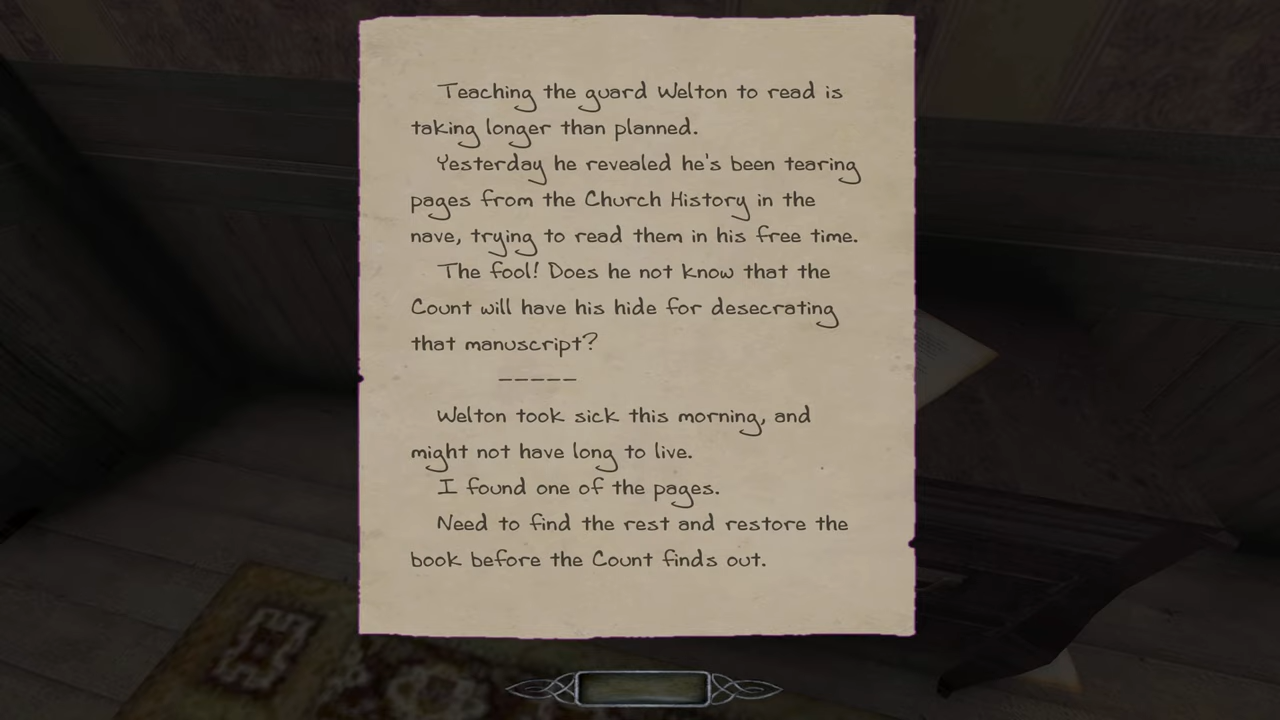 Teaching the guard Welton to read is
taking longer than planned.
Yesterday he revealed he's been tearing
pages from the Church History in the
nave, trying to read them in his free time.
The fool! Does he not know that the
Count will have his hide for desecrating
that manuscript?
-----
Welton took sick this morning, and
might not have long to live.
I found one of the pages.
Need to find the rest and restore the
book before the Count finds out.